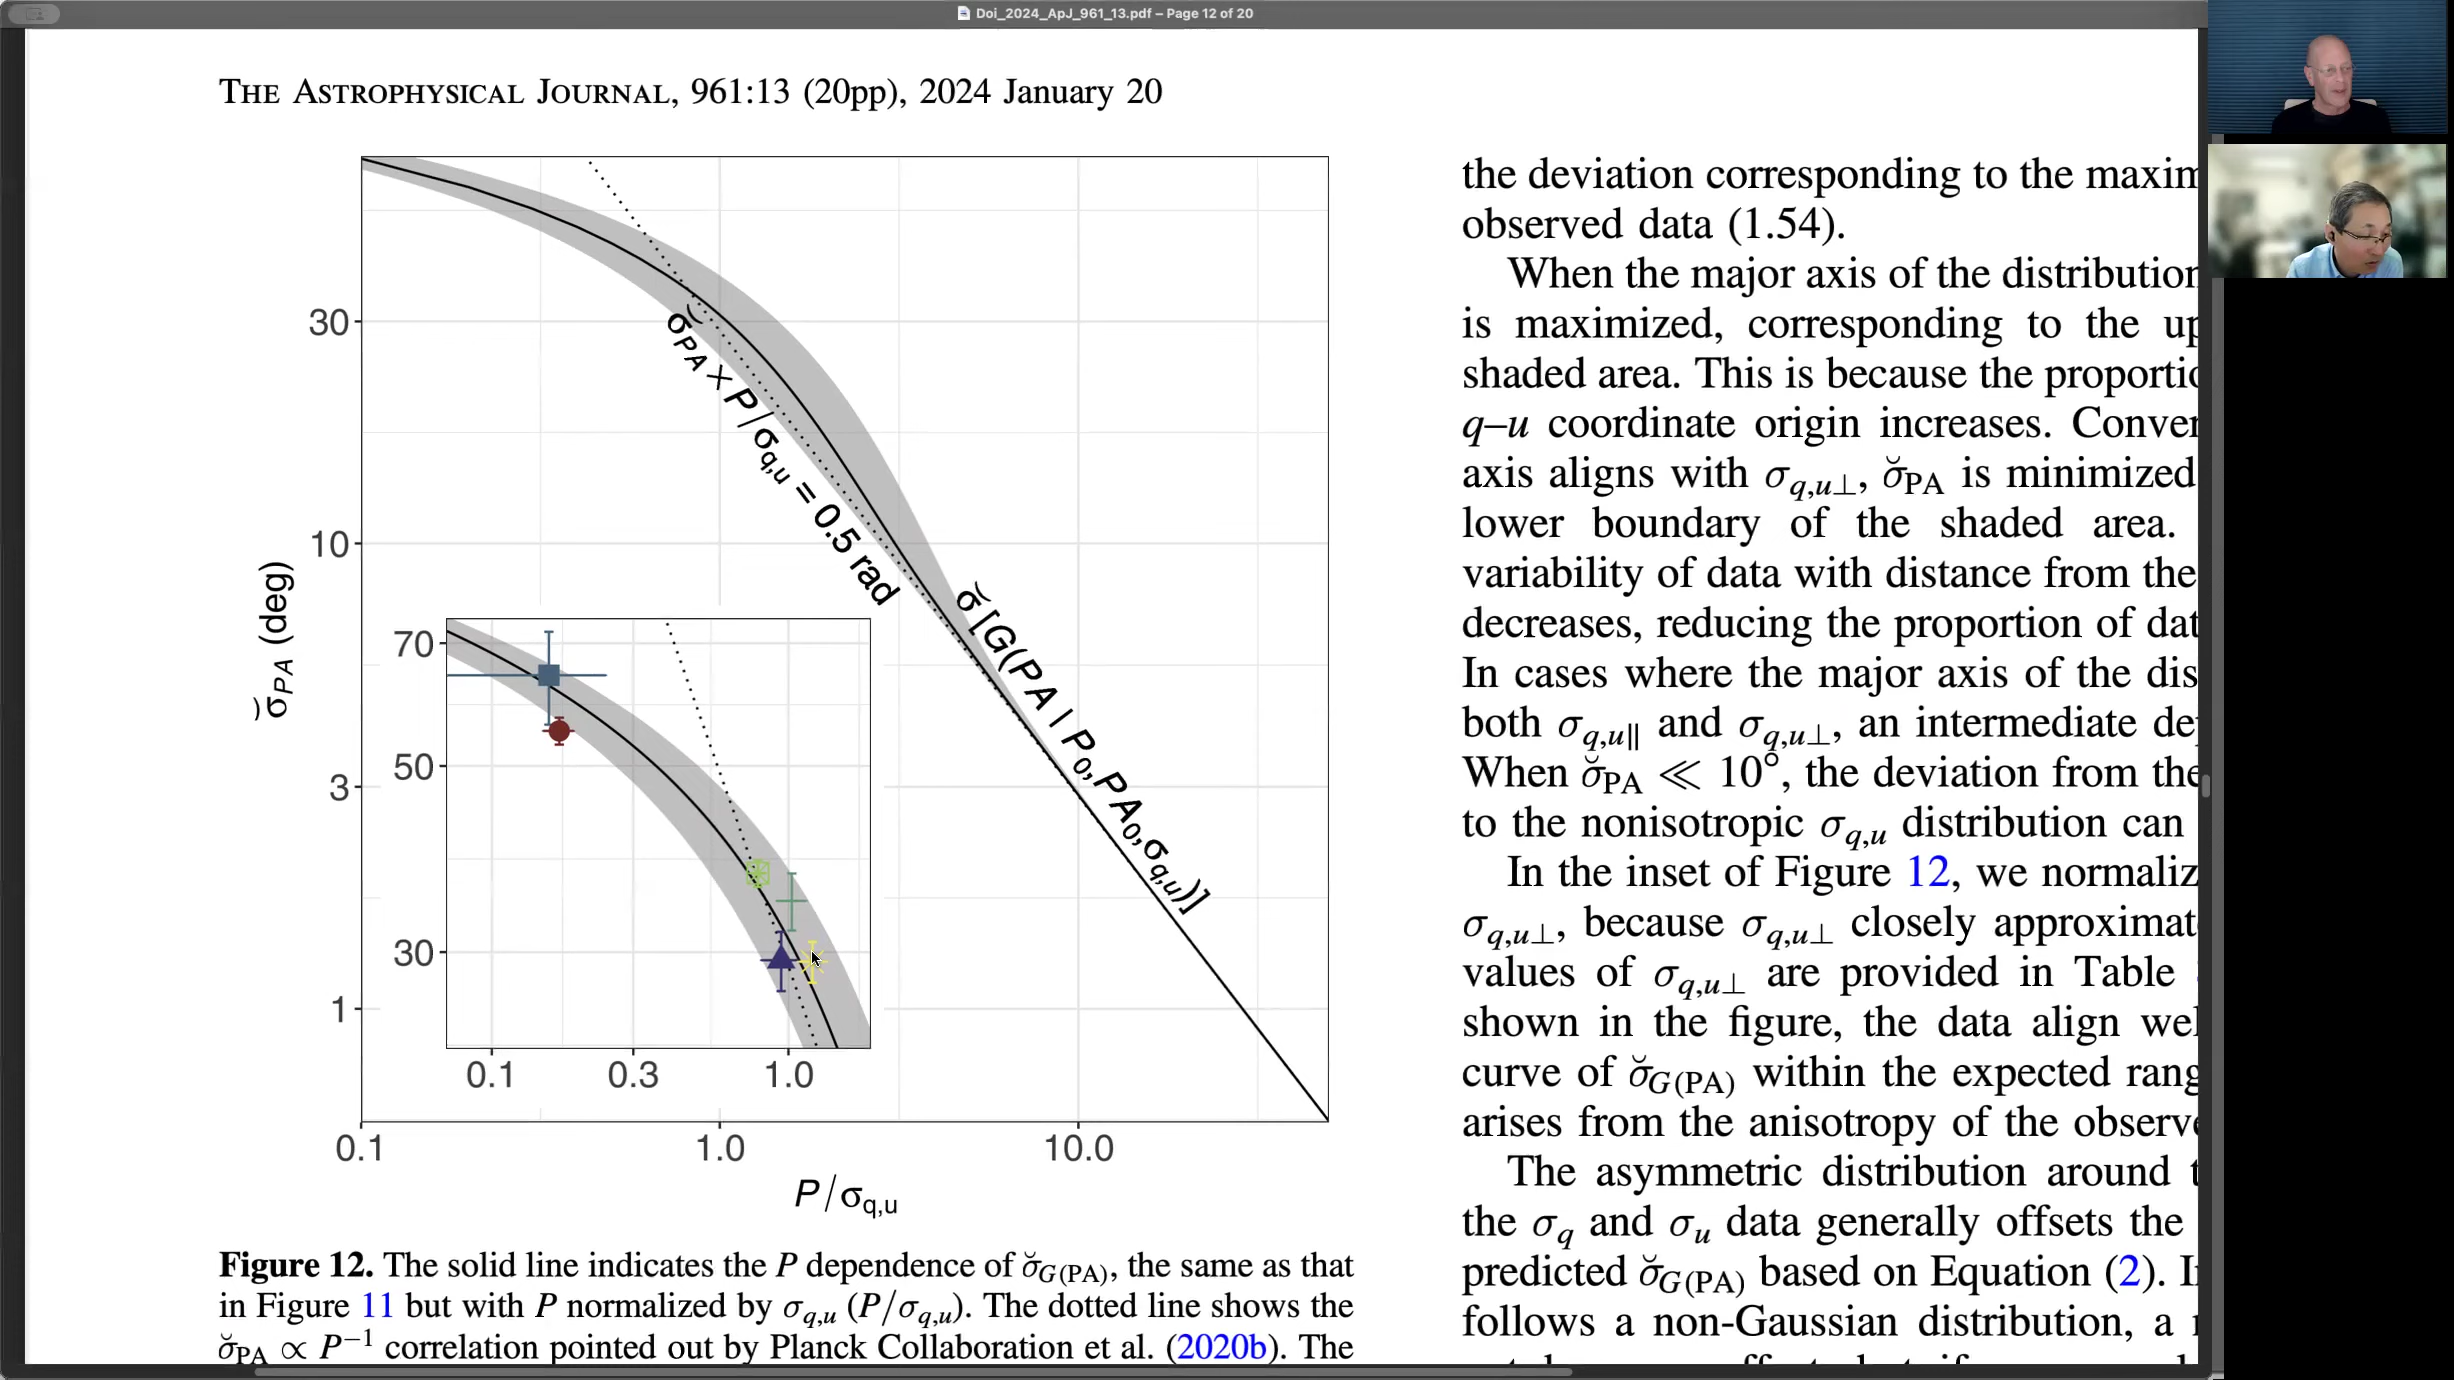 Doi_2024_ApJ_961_13.pdf – Page 12 of 20
THE ASTROPHYSICAL JOURNAL, 961:13 (20pp), 2024 January 20
30
10
3
1
σ̆PA (deg)
0.1
1.0
10.0
P/σq,u
σ̆PA × P/σq,u = 0.5 rad
σ̆[G(PA | P0, PA0, σq,u)]
70
50
30
0.1
0.3
1.0
Figure 12. The solid line indicates the P dependence of σ̆G(PA), the same as that
in Figure 11 but with P normalized by σq,u (P/σq,u). The dotted line shows the
σ̆PA ∝ P−1 correlation pointed out by Planck Collaboration et al. (2020b). The
the deviation corresponding to the maxim
observed data (1.54).
When the major axis of the distribution
is maximized, corresponding to the up
shaded area. This is because the proportio
q–u coordinate origin increases. Conver
axis aligns with σq,u⊥, σ̆PA is minimized
lower boundary of the shaded area.
variability of data with distance from the
decreases, reducing the proportion of dat
In cases where the major axis of the dis
both σq,u∥ and σq,u⊥, an intermediate de
When σ̆PA ≪ 10°, the deviation from the
to the nonisotropic σq,u distribution can
In the inset of Figure 12, we normaliz
σq,u⊥, because σq,u⊥ closely approximat
values of σq,u⊥ are provided in Table
shown in the figure, the data align wel
curve of σ̆G(PA) within the expected rang
arises from the anisotropy of the observe
The asymmetric distribution around t
the σq and σu data generally offsets the
predicted σ̆G(PA) based on Equation (2). I
follows a non-Gaussian distribution, a